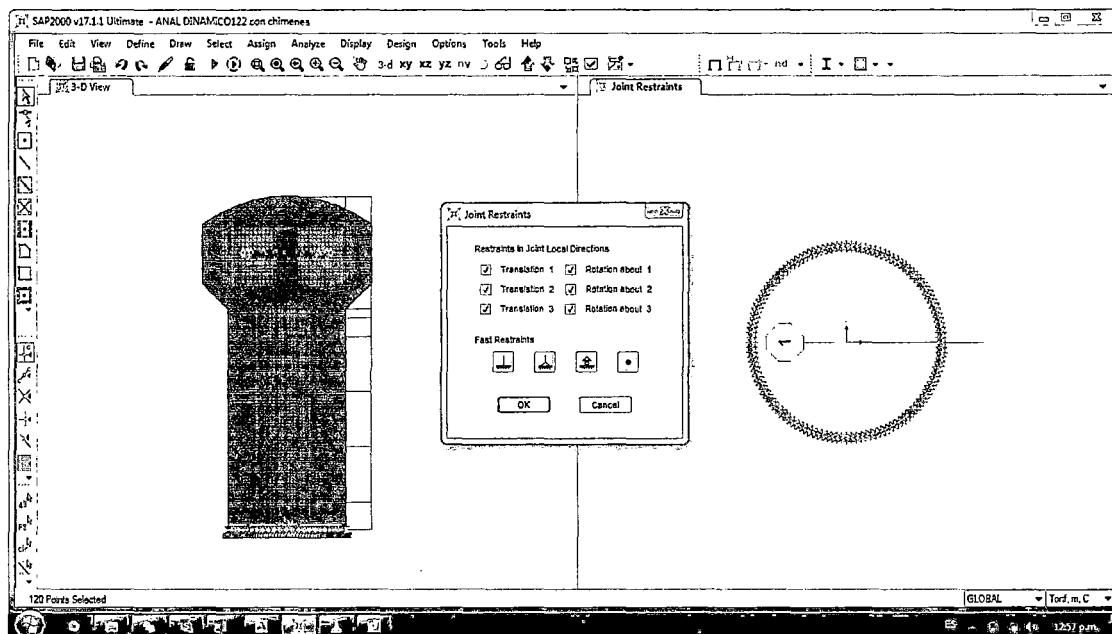 SAP2000 v17.1.1 Ultimate - ANAL DINAMICO122 con chimenes
File Edit View Define Draw Select Assign Analyze Display Design Options Tools Help
3-d xy xz yz nv
nd
3-D View
Joint Restraints
Joint Restraints
Restraints in Joint Local Directions
Translation 1 Rotation about 1
Translation 2 Rotation about 2
Translation 3 Rotation about 3
Fast Restraints
OK Cancel
1
120 Points Selected
GLOBAL
Tonf, m, C
12:57 p.m.